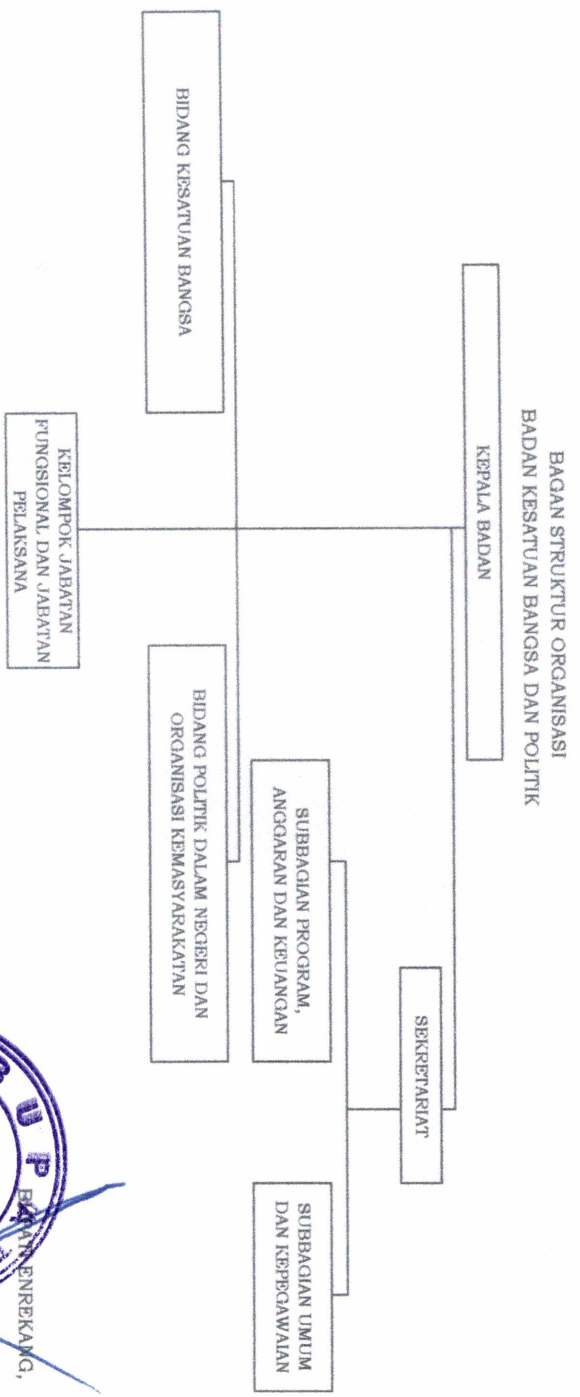 BAGAN STRUKTUR ORGANISASI
BADAN KESATUAN BANGSA DAN POLITIK
KEPALA BADAN
SEKRETARIAT
SUBBAGIAN PROGRAM,
ANGGARAN DAN KEUANGAN
SUBBAGIAN UMUM
DAN KEPEGAWAIAN
BIDANG KESATUAN BANGSA
BIDANG POLITIK DALAM NEGERI DAN
ORGANISASI KEMASYARAKATAN
KELOMPOK JABATAN
FUNGSIONAL DAN JABATAN
PELAKSANA
ENREKANG,